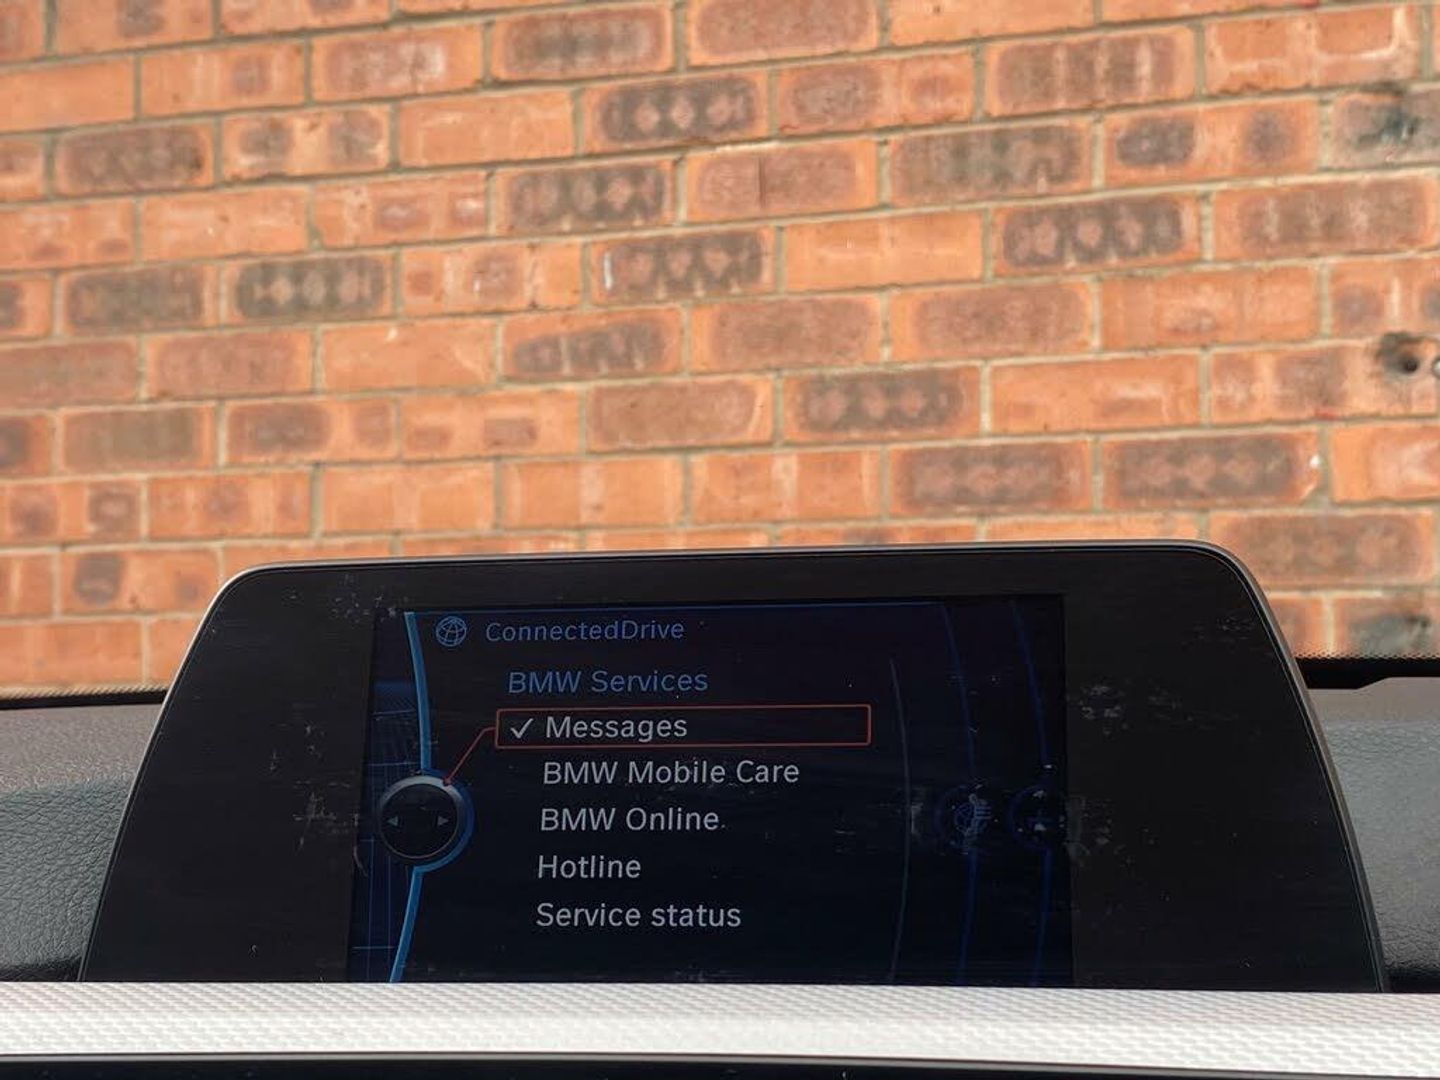 ConnectedDrive
BMW Services
✓ Messages
BMW Mobile Care
BMW Online
Hotline
Service status